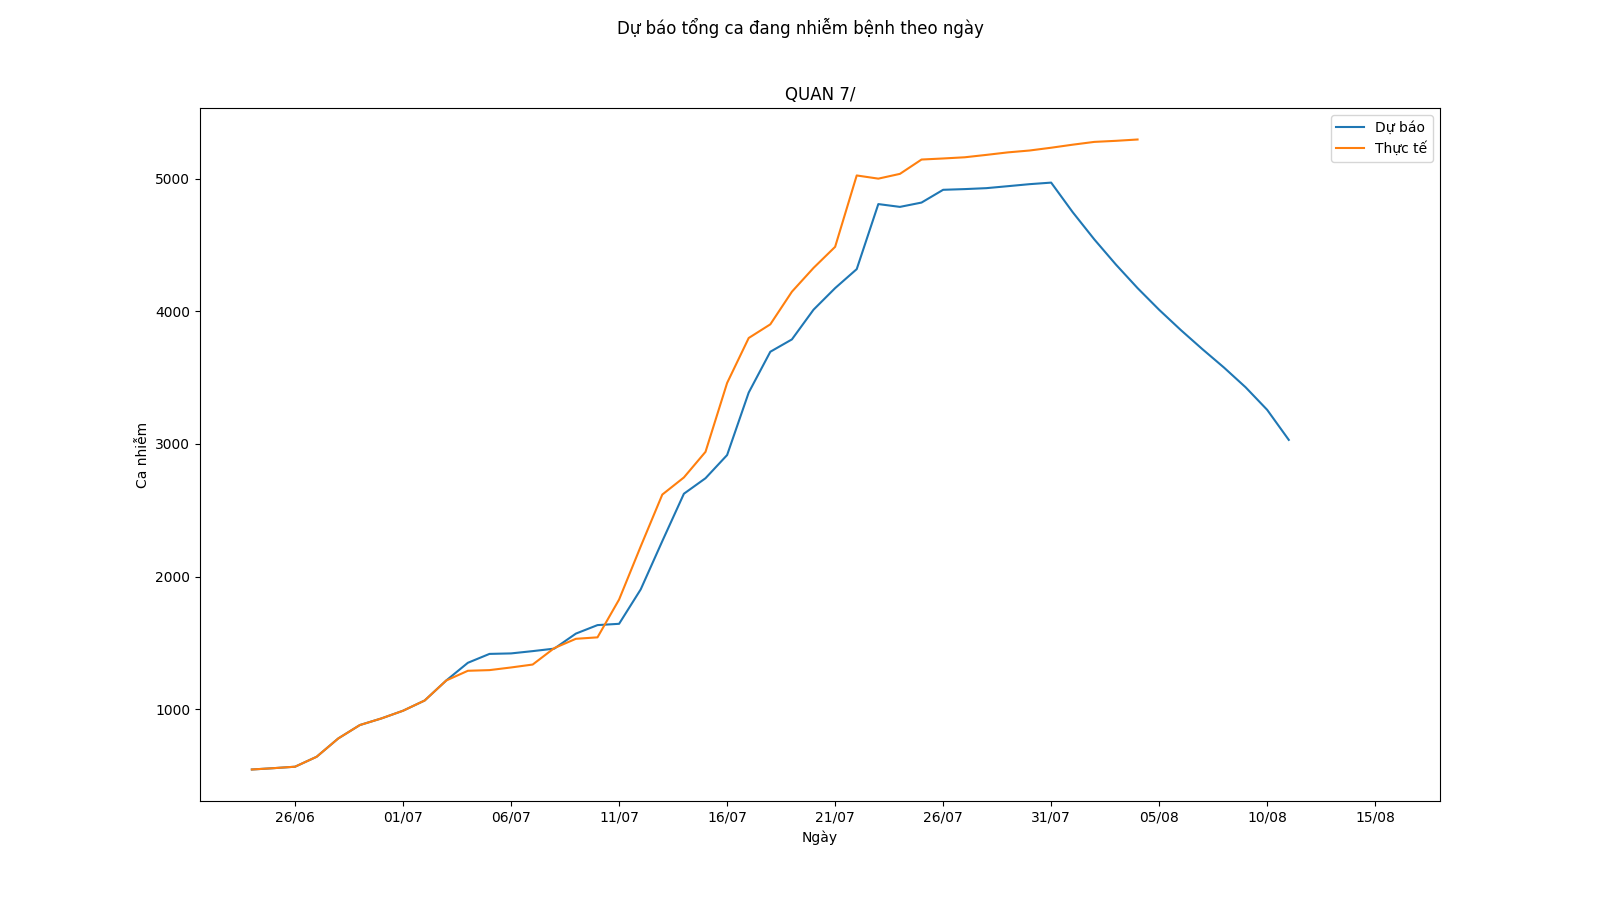 Dự báo tổng ca đang nhiễm bệnh theo ngày
QUAN 7/
Dự báo
Thực tế
5000
4000
3000
2000
1000
Ca nhiễm
26/06
01/07
06/07
11/07
16/07
21/07
26/07
31/07
05/08
10/08
15/08
Ngày